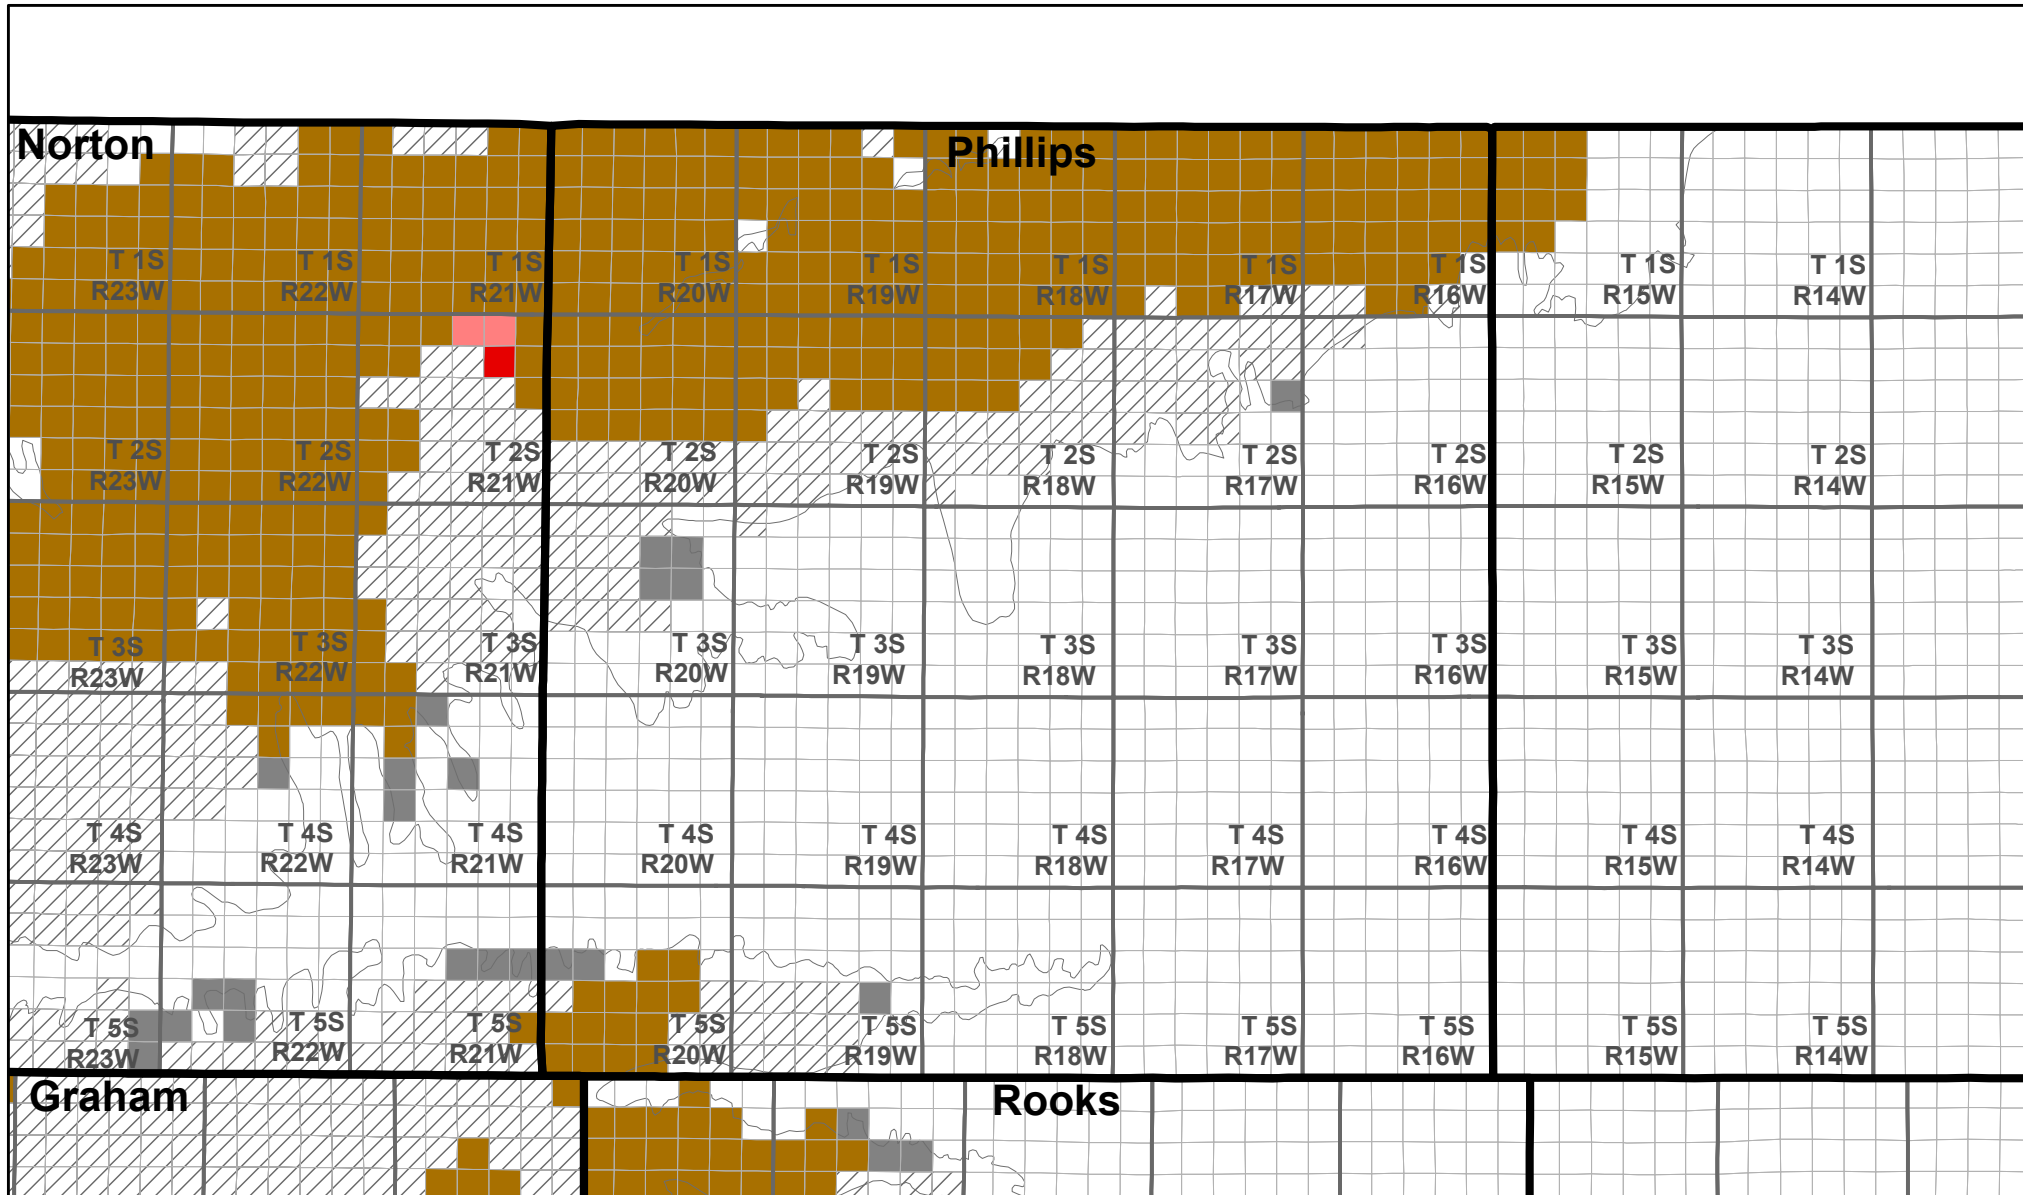 Norton
Phillips
T 1S T 1S T 1S T 1S T 1S T 1S T 1S T 1S T 1S T 1S
R23W R22W R21W R20W R19W R18W R17W R16W R15W R14W
T 2S T 2S T 2S T 2S T 2S T 2S T 2S T 2S T 2S T 2S
R23W R22W R21W R20W R19W R18W R17W R16W R15W R14W
T 3S T 3S T 3S T 3S T 3S T 3S T 3S T 3S T 3S T 3S
R23W R22W R21W R20W R19W R18W R17W R16W R15W R14W
T 4S T 4S T 4S T 4S T 4S T 4S T 4S T 4S T 4S T 4S
R23W R22W R21W R20W R19W R18W R17W R16W R15W R14W
T 5S T 5S T 5S T 5S T 5S T 5S T 5S T 5S T 5S T 5S
R23W R22W R21W R20W R19W R18W R17W R16W R15W R14W
Graham
Rooks